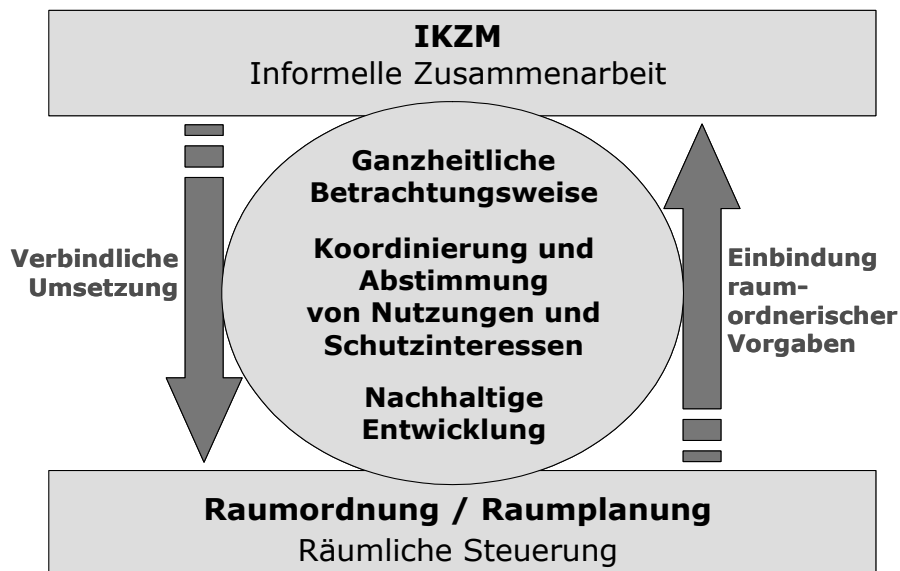 IKZM
Informelle Zusammenarbeit
Ganzheitliche
Betrachtungsweise
Koordinierung und
Abstimmung
von Nutzungen und
Schutzinteressen
Nachhaltige
Entwicklung
Verbindliche
Umsetzung
Einbindung
raum-
ordnerischer
Vorgaben
Raumordnung / Raumplanung
Räumliche Steuerung